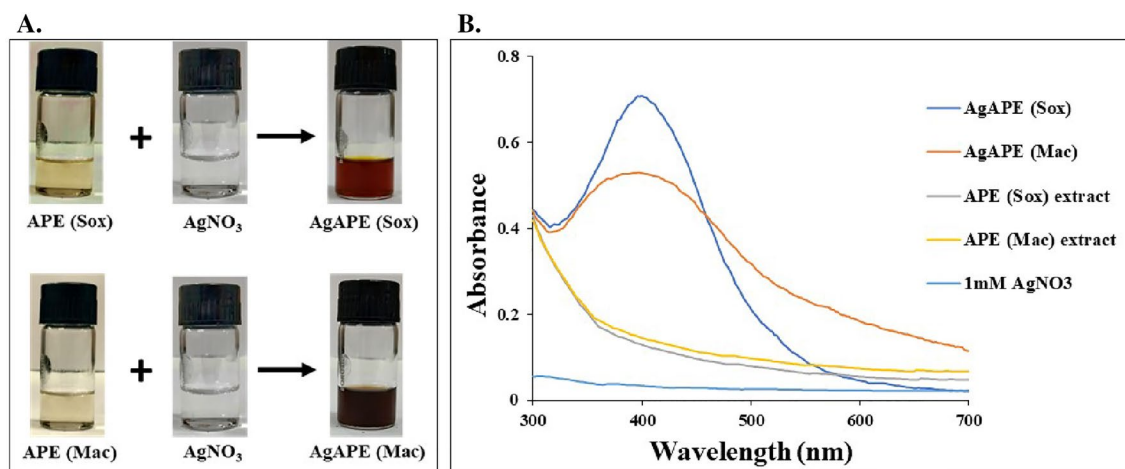 A.
APE (Sox)
+
AgNO₃
AgAPE (Sox)
APE (Mac)
+
AgNO₃
AgAPE (Mac)
B.
0.8
0.6
0.4
0.2
0
Absorbance
300
400
500
600
700
Wavelength (nm)
AgAPE (Sox)
AgAPE (Mac)
APE (Sox) extract
APE (Mac) extract
1mM AgNO3